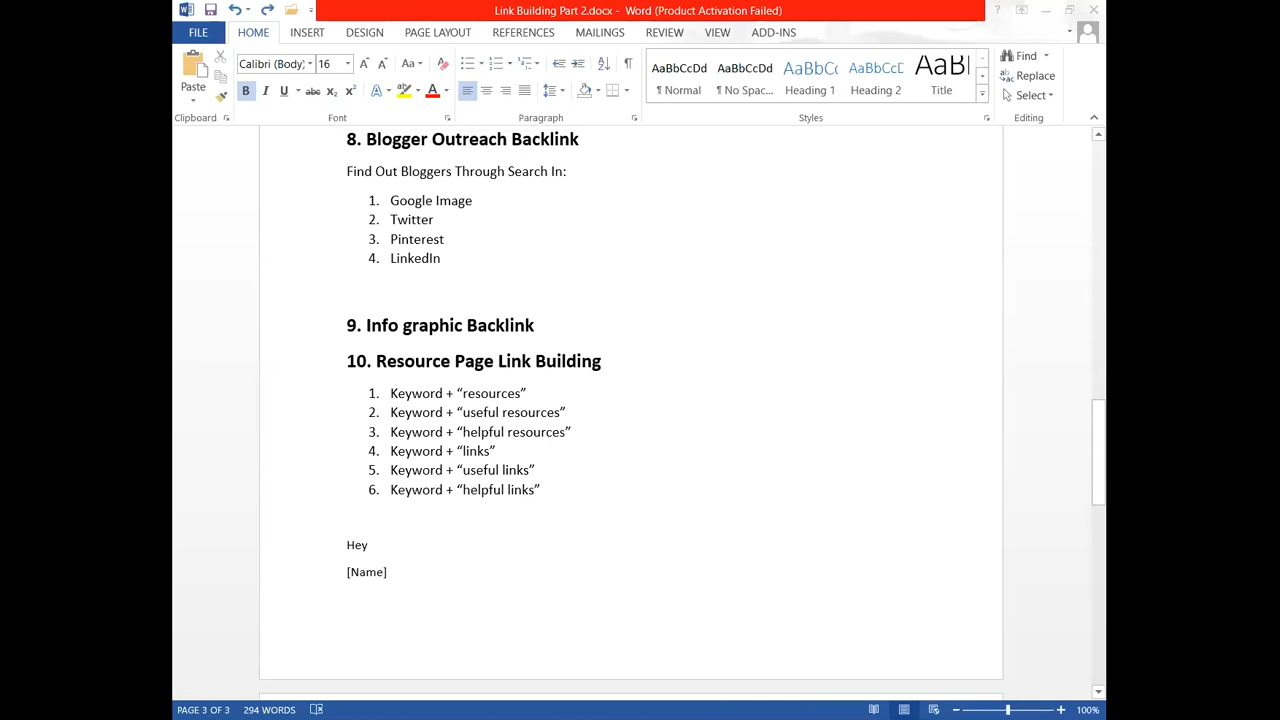 Link Building Part 2.docx - Word (Product Activation Failed)
FILE HOME INSERT DESIGN PAGE LAYOUT REFERENCES MAILINGS REVIEW VIEW ADD-INS
Calibri (Body) 16
Paste
Clipboard Font Paragraph Styles Editing
AaBbCcDd AaBbCcDd AaBbCc AaBbCcD AaBl
¶ Normal ¶ No Spac... Heading 1 Heading 2 Title
Find
Replace
Select
8. Blogger Outreach Backlink
Find Out Bloggers Through Search In:
1. Google Image
2. Twitter
3. Pinterest
4. LinkedIn
9. Info graphic Backlink
10. Resource Page Link Building
1. Keyword + “resources”
2. Keyword + “useful resources”
3. Keyword + “helpful resources”
4. Keyword + “links”
5. Keyword + “useful links”
6. Keyword + “helpful links”
Hey
[Name]
PAGE 3 OF 3 294 WORDS 100%